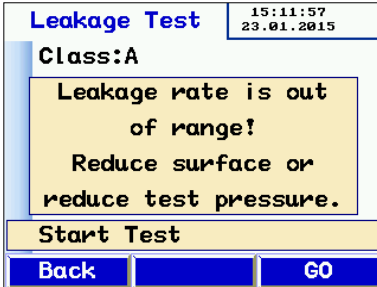 Leakage Test
15:11:57
23.01.2015
Class:A
Leakage rate is out
of range!
Reduce surface or
reduce test pressure.
Start Test
Back
GO